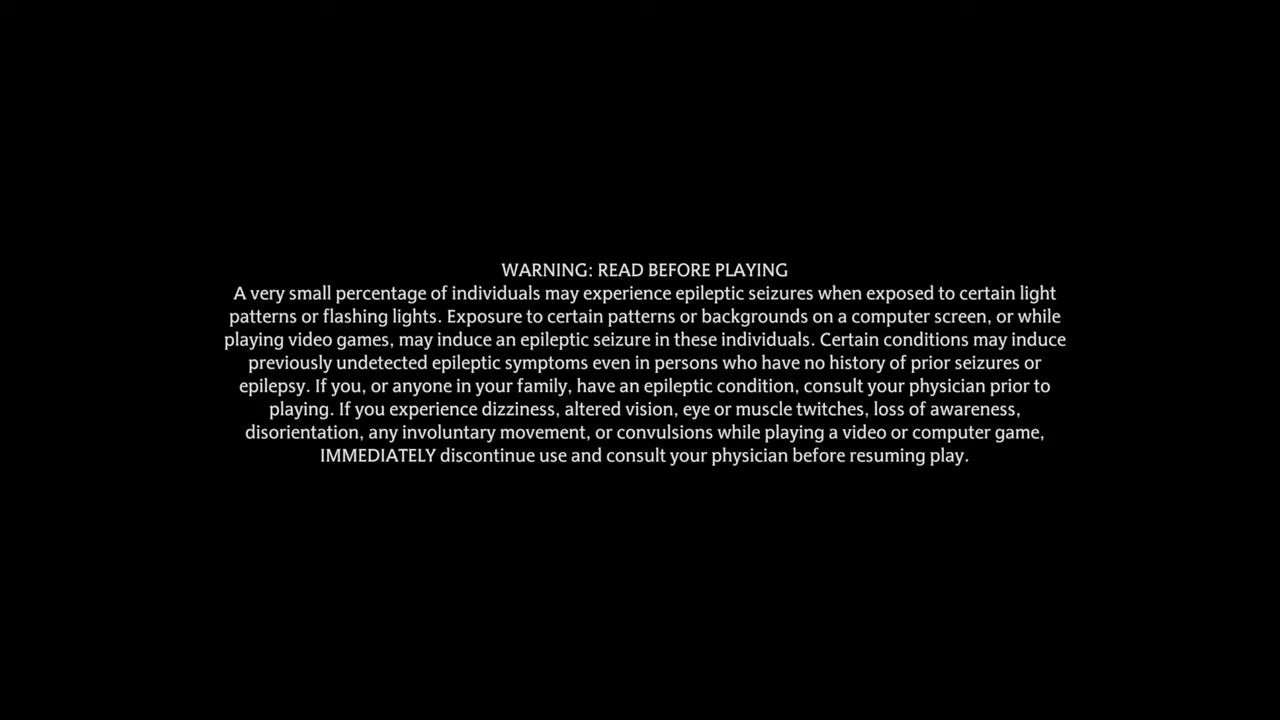 WARNING: READ BEFORE PLAYING
A very small percentage of individuals may experience epileptic seizures when exposed to certain light
patterns or flashing lights. Exposure to certain patterns or backgrounds on a computer screen, or while
playing video games, may induce an epileptic seizure in these individuals. Certain conditions may induce
previously undetected epileptic symptoms even in persons who have no history of prior seizures or
epilepsy. If you, or anyone in your family, have an epileptic condition, consult your physician prior to
playing. If you experience dizziness, altered vision, eye or muscle twitches, loss of awareness,
disorientation, any involuntary movement, or convulsions while playing a video or computer game,
IMMEDIATELY discontinue use and consult your physician before resuming play.